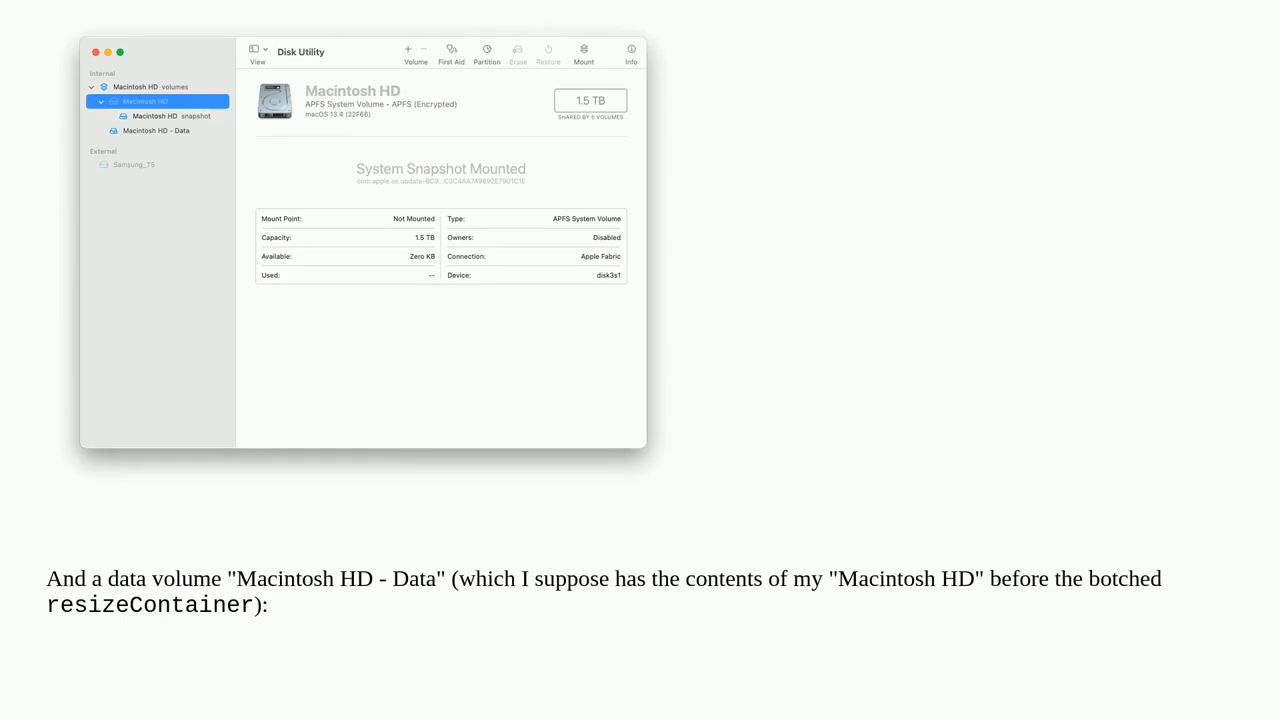 Disk Utility
View
Volume
First Aid
Partition
Erase
Restore
Mount
Info
Internal
Macintosh HD volumes
Macintosh HD
Macintosh HD snapshot
Macintosh HD - Data
External
Samsung_T5
Macintosh HD
APFS System Volume • APFS (Encrypted)
macOS 13.4 (22F66)
1.5 TB
SHARED BY 5 VOLUMES
System Snapshot Mounted
Mount Point: Not Mounted
Type: APFS System Volume
Capacity: 1.5 TB
Owners: Disabled
Available: Zero KB
Connection: Apple Fabric
Used: --
Device: disk3s1
And a data volume "Macintosh HD - Data" (which I suppose has the contents of my "Macintosh HD" before the botched
resizeContainer):